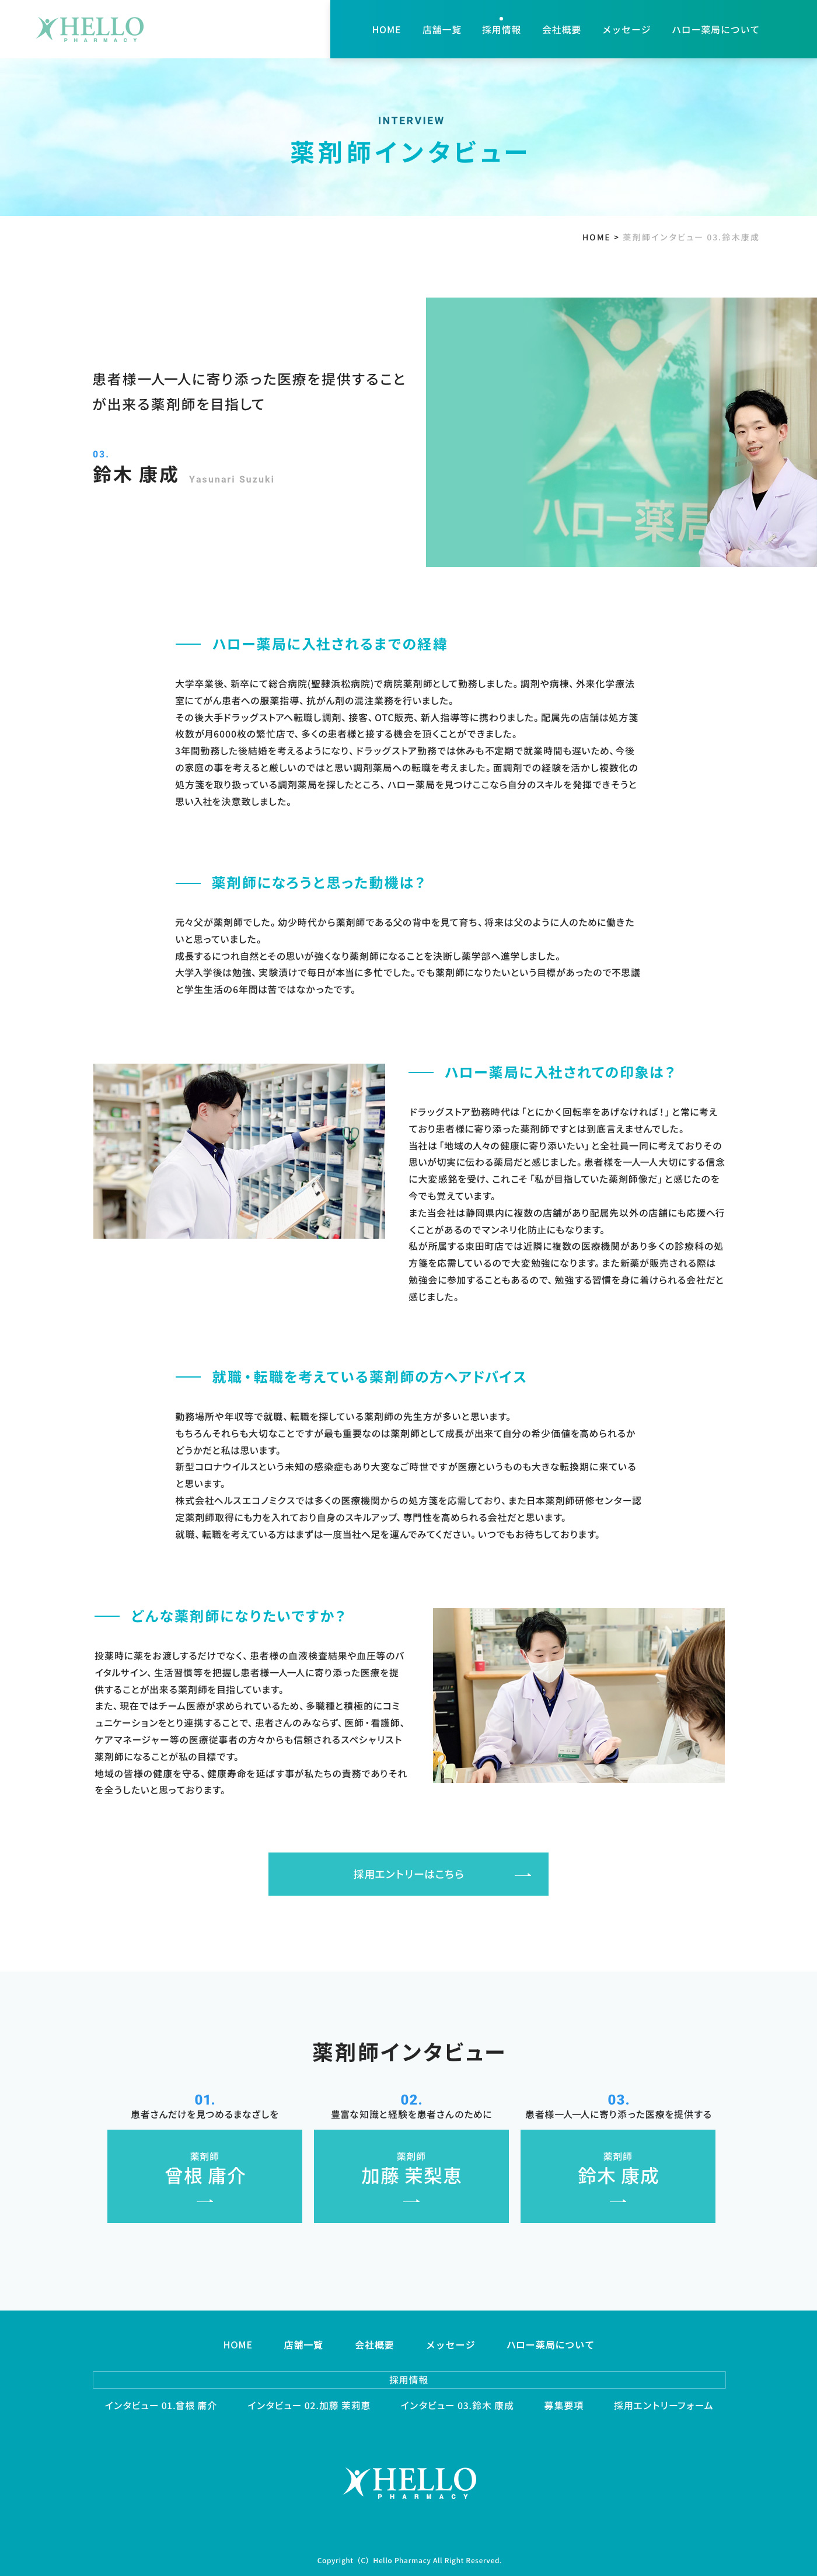 HELLO
PHARMACY
HOME 店舗一覧 採用情報 会社概要 メッセージ ハロー薬局について
INTERVIEW
薬剤師インタビュー
HOME > 薬剤師インタビュー 03.鈴木康成
患者様一人一人に寄り添った医療を提供すること
が出来る薬剤師を目指して
03.
鈴木 康成 Yasunari Suzuki
ハロー薬局
ハロー薬局に入社されるまでの経緯
大学卒業後、新卒にて総合病院(聖隷浜松病院)で病院薬剤師として勤務しました。調剤や病棟、外来化学療法
室にてがん患者への服薬指導、抗がん剤の混注業務を行いました。
その後大手ドラッグストアへ転職し調剤、接客、OTC販売、新人指導等に携わりました。配属先の店舗は処方箋
枚数が月6000枚の繁忙店で、多くの患者様と接する機会を頂くことができました。
3年間勤務した後結婚を考えるようになり、ドラッグストア勤務では休みも不定期で就業時間も遅いため、今後
の家庭の事を考えると厳しいのではと思い調剤薬局への転職を考えました。面調剤での経験を活かし複数化の
処方箋を取り扱っている調剤薬局を探したところ、ハロー薬局を見つけここなら自分のスキルを発揮できそうと
思い入社を決意致しました。
薬剤師になろうと思った動機は？
元々父が薬剤師でした。幼少時代から薬剤師である父の背中を見て育ち、将来は父のように人のために働きた
いと思っていました。
成長するにつれ自然とその思いが強くなり薬剤師になることを決断し薬学部へ進学しました。
大学入学後は勉強、実験漬けで毎日が本当に多忙でした。でも薬剤師になりたいという目標があったので不思議
と学生生活の6年間は苦ではなかったです。
ハロー薬局に入社されての印象は？
ドラッグストア勤務時代は「とにかく回転率をあげなければ！」と常に考え
ており患者様に寄り添った薬剤師ですとは到底言えませんでした。
当社は「地域の人々の健康に寄り添いたい」と全社員一同に考えておりその
思いが切実に伝わる薬局だと感じました。患者様を一人一人大切にする信念
に大変感銘を受け、これこそ「私が目指していた薬剤師像だ」と感じたのを
今でも覚えています。
また当会社は静岡県内に複数の店舗があり配属先以外の店舗にも応援へ行
くことがあるのでマンネリ化防止にもなります。
私が所属する東田町店では近隣に複数の医療機関があり多くの診療科の処
方箋を応需しているので大変勉強になります。また新薬が販売される際は
勉強会に参加することもあるので、勉強する習慣を身に着けられる会社だと
感じました。
就職・転職を考えている薬剤師の方へアドバイス
勤務場所や年収等で就職、転職を探している薬剤師の先生方が多いと思います。
もちろんそれらも大切なことですが最も重要なのは薬剤師として成長が出来て自分の希少価値を高められるか
どうかだと私は思います。
新型コロナウイルスという未知の感染症もあり大変なご時世ですが医療というものも大きな転換期に来ている
と思います。
株式会社ヘルスエコノミクスでは多くの医療機関からの処方箋を応需しており、また日本薬剤師研修センター認
定薬剤師取得にも力を入れており自身のスキルアップ、専門性を高められる会社だと思います。
就職、転職を考えている方はまずは一度当社へ足を運んでみてください。いつでもお待ちしております。
どんな薬剤師になりたいですか？
投薬時に薬をお渡しするだけでなく、患者様の血液検査結果や血圧等のバ
イタルサイン、生活習慣等を把握し患者様一人一人に寄り添った医療を提
供することが出来る薬剤師を目指しています。
また、現在ではチーム医療が求められているため、多職種と積極的にコミ
ュニケーションをとり連携することで、患者さんのみならず、医師・看護師、
ケアマネージャー等の医療従事者の方々からも信頼されるスペシャリスト
薬剤師になることが私の目標です。
地域の皆様の健康を守る、健康寿命を延ばす事が私たちの責務でありそれ
を全うしたいと思っております。
採用エントリーはこちら
薬剤師インタビュー
01. 02. 03.
患者さんだけを見つめるまなざしを 豊富な知識と経験を患者さんのために 患者様一人一人に寄り添った医療を提供する
薬剤師 薬剤師 薬剤師
曾根 庸介 加藤 茉梨恵 鈴木 康成
HOME 店舗一覧 会社概要 メッセージ ハロー薬局について
採用情報
インタビュー 01.曾根 庸介 インタビュー 02.加藤 茉莉恵 インタビュー 03.鈴木 康成 募集要項 採用エントリーフォーム
HELLO
PHARMACY
Copyright（C）Hello Pharmacy All Right Reserved.